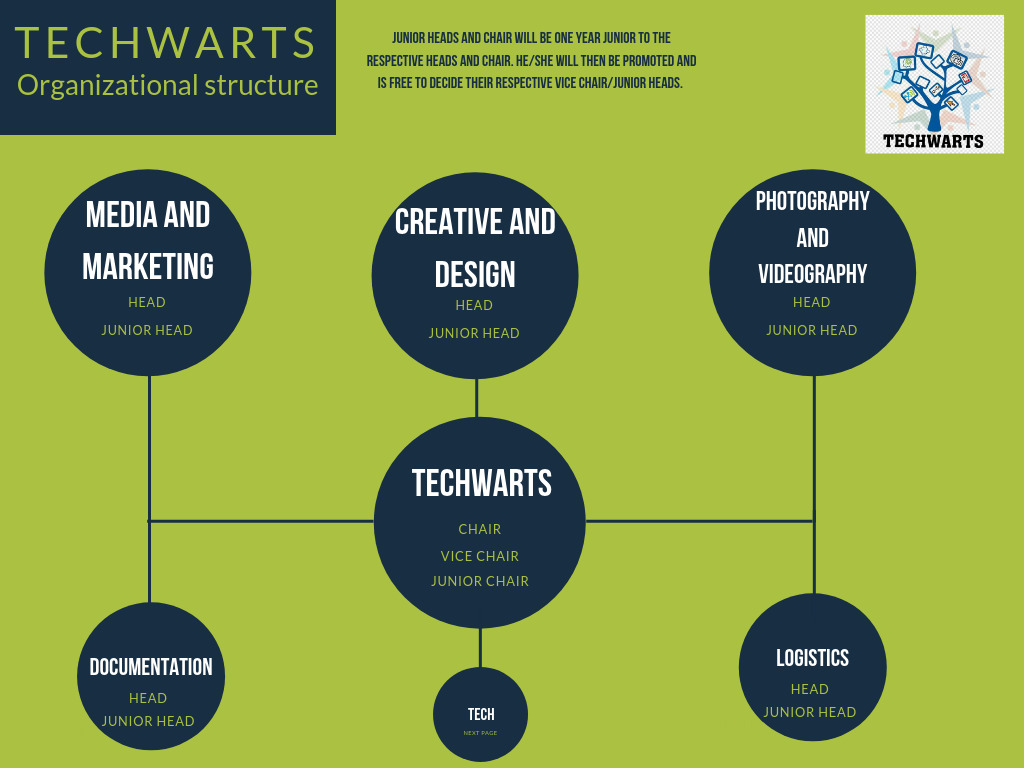 TECHWARTS
Organizational structure
JUNIOR HEADS AND CHAIR WILL BE ONE YEAR JUNIOR TO THE
RESPECTIVE HEADS AND CHAIR. HE/SHE WILL THEN BE PROMOTED AND
IS FREE TO DECIDE THEIR RESPECTIVE VICE CHAIR/JUNIOR HEADS.
TECHWARTS
MEDIA AND
MARKETING
HEAD
JUNIOR HEAD
CREATIVE AND
DESIGN
HEAD
JUNIOR HEAD
PHOTOGRAPHY
AND
VIDEOGRAPHY
HEAD
JUNIOR HEAD
TECHWARTS
CHAIR
VICE CHAIR
JUNIOR CHAIR
DOCUMENTATION
HEAD
JUNIOR HEAD
TECH
NEXT PAGE
LOGISTICS
HEAD
JUNIOR HEAD